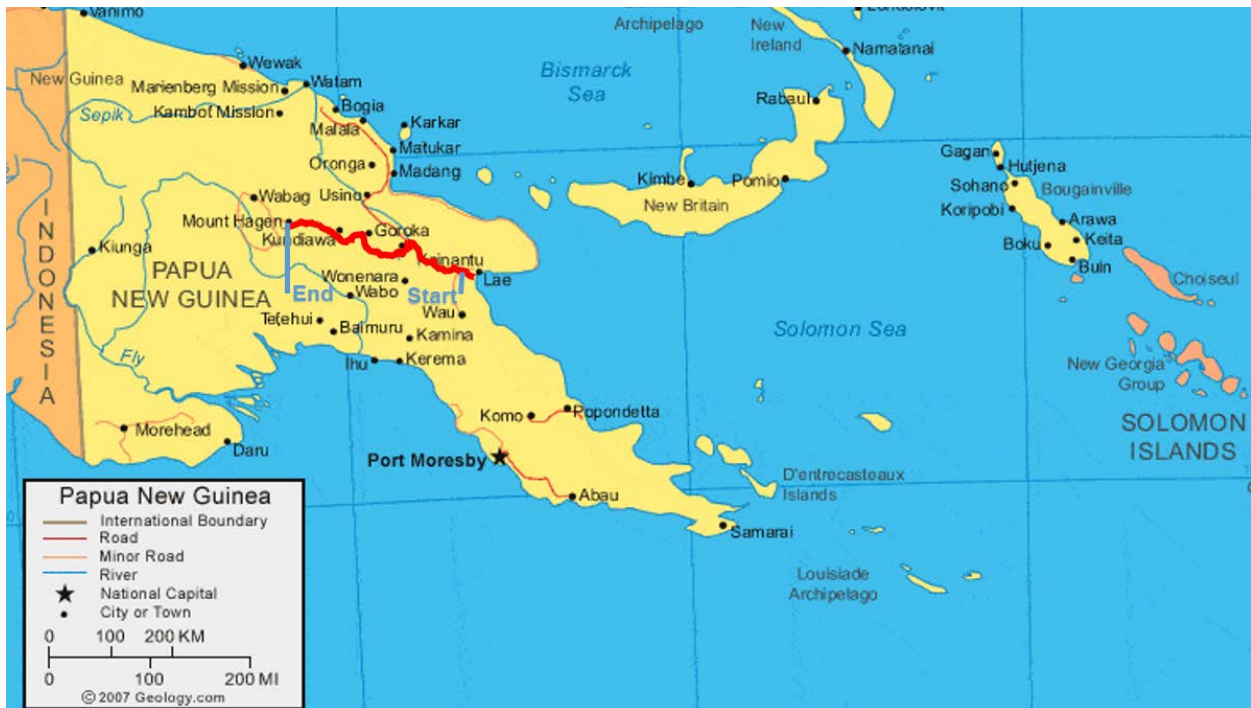 Vanimo
Archipelago
New
Ireland
Namatanai
Wewak
Bismarck
Sea
New Guinea
Marienberg Mission
Watam
Rabaul
Sepik
Kambot Mission
Bogia
Malala
Karkar
Matukar
Oronga
Madang
Gagan
Hutjena
Kimbe
Pomio
Sohano
Bougainville
Wabag
Usino
New Britain
Koripobi
Arawa
Mount Hagen
Kundiawa
Goroka
Boku
Keita
INDONESIA
Kiunga
Kainantu
Lae
Buin
Choiseul
PAPUA
NEW GUINEA
Wonenara
Wabo
End
Start
Wau
Solomon Sea
Baimuru
Kamina
Fly
Ihu
Kerema
New Georgia
Group
Komo
Popondetta
SOLOMON
ISLANDS
Morehead
Daru
Port Moresby
D'entrecasteaux
Islands
Abau
Samarai
Louisiade
Archipelago
Papua New Guinea
International Boundary
Road
Minor Road
River
National Capital
City or Town
0 100 200 KM
0 100 200 MI
© 2007 Geology.com